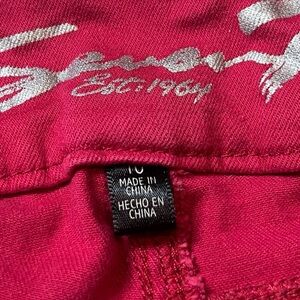 Est. 1964
10
MADE IN
CHINA
HECHO EN
CHINA